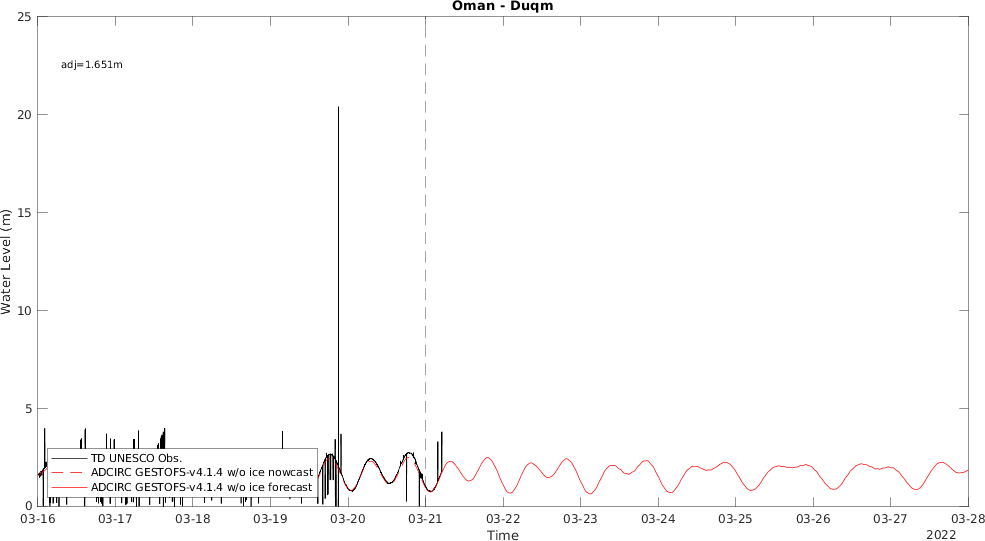 Oman - Duqm
25
adj=1.651m
20
15
Water Level (m)
10
5
TD UNESCO Obs.
ADCIRC GESTOFS-v4.1.4 w/o ice nowcast
ADCIRC GESTOFS-v4.1.4 w/o ice forecast
0
03-16 03-17 03-18 03-19 03-20 03-21 03-22 03-23 03-24 03-25 03-26 03-27 03-28
Time
2022